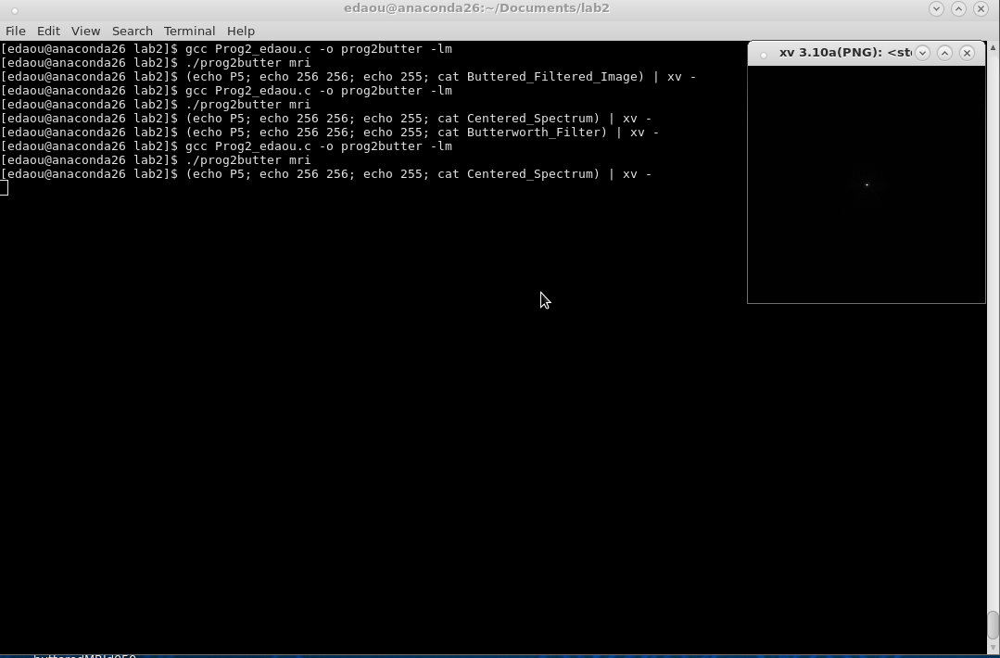 edaou@anaconda26:~/Documents/lab2
File Edit View Search Terminal Help
[edaou@anaconda26 lab2]$ gcc Prog2_edaou.c -o prog2butter -lm
[edaou@anaconda26 lab2]$ ./prog2butter mri
[edaou@anaconda26 lab2]$ (echo P5; echo 256 256; echo 255; cat Buttered_Filtered_Image) | xv -
[edaou@anaconda26 lab2]$ gcc Prog2_edaou.c -o prog2butter -lm
[edaou@anaconda26 lab2]$ ./prog2butter mri
[edaou@anaconda26 lab2]$ (echo P5; echo 256 256; echo 255; cat Centered_Spectrum) | xv -
[edaou@anaconda26 lab2]$ (echo P5; echo 256 256; echo 255; cat Butterworth_Filter) | xv -
[edaou@anaconda26 lab2]$ gcc Prog2_edaou.c -o prog2butter -lm
[edaou@anaconda26 lab2]$ ./prog2butter mri
[edaou@anaconda26 lab2]$ (echo P5; echo 256 256; echo 255; cat Centered_Spectrum) | xv -
xv 3.10a(PNG): <st